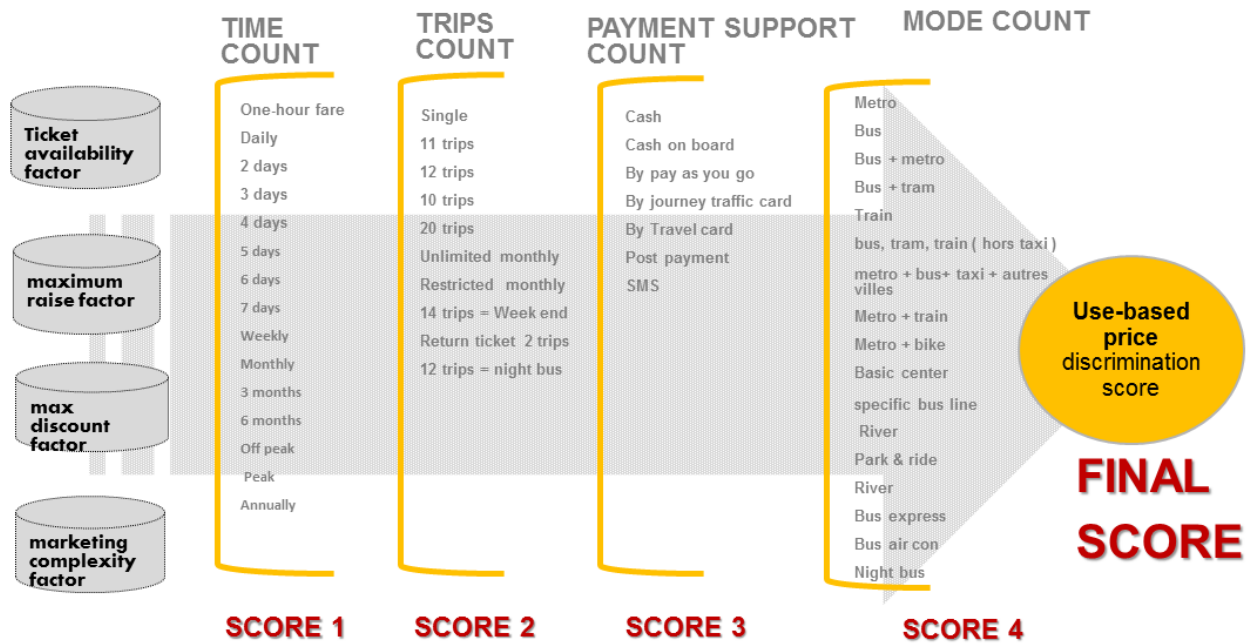 TIME
COUNT
TRIPS
COUNT
PAYMENT SUPPORT
COUNT
MODE COUNT
Ticket
availability
factor
maximum
raise factor
max
discount
factor
marketing
complexity
factor
One-hour fare
Daily
2 days
3 days
4 days
5 days
6 days
7 days
Weekly
Monthly
3 months
6 months
Off peak
Peak
Annually
Single
11 trips
12 trips
10 trips
20 trips
Unlimited monthly
Restricted monthly
14 trips = Week end
Return ticket 2 trips
12 trips = night bus
Cash
Cash on board
By pay as you go
By journey traffic card
By Travel card
Post payment
SMS
Metro
Bus
Bus + metro
Bus + tram
Train
bus, tram, train ( hors taxi )
metro + bus+ taxi + autres
villes
Metro + train
Metro + bike
Basic center
specific bus line
River
Park & ride
River
Bus express
Bus air con
Night bus
Use-based
price
discrimination
score
FINAL
SCORE
SCORE 1
SCORE 2
SCORE 3
SCORE 4